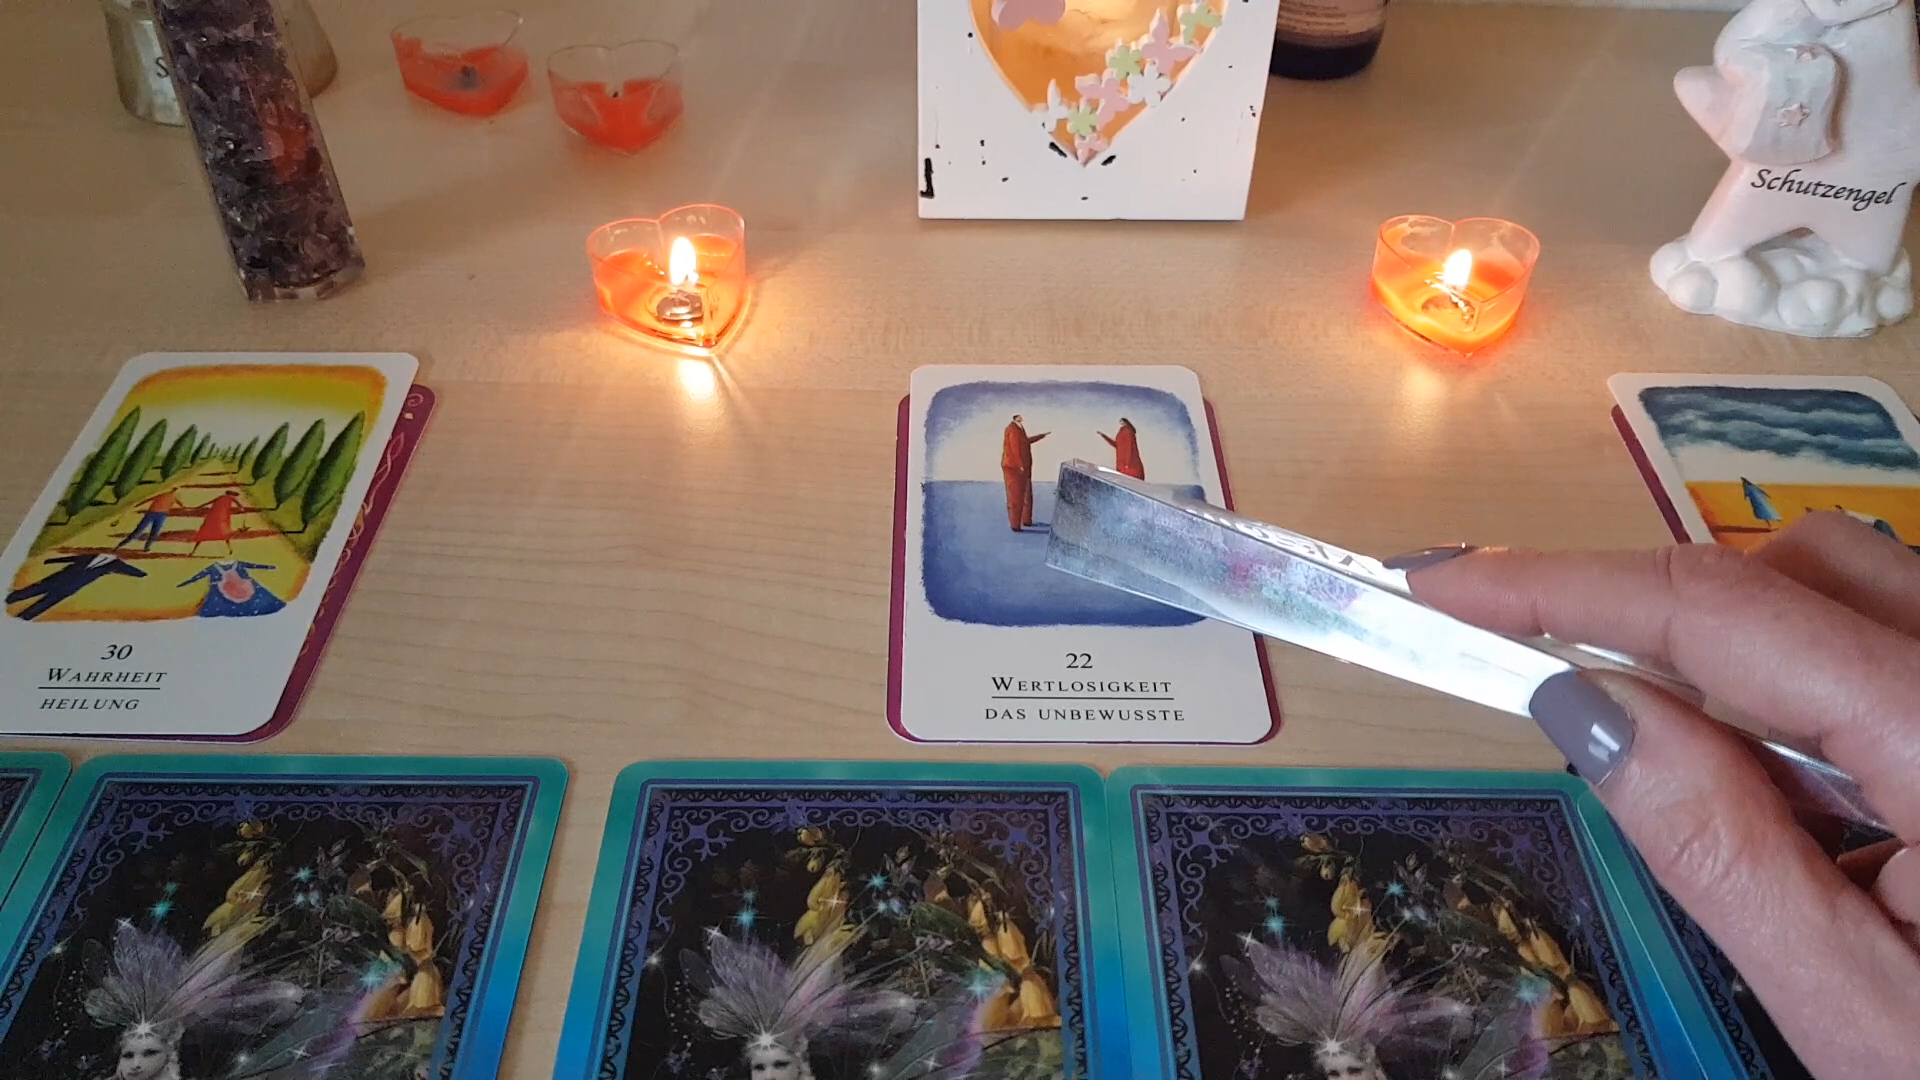 S
Schutzengel
30
WAHRHEIT
HEILUNG
22
WERTLOSIGKEIT
DAS UNBEWUSSTE